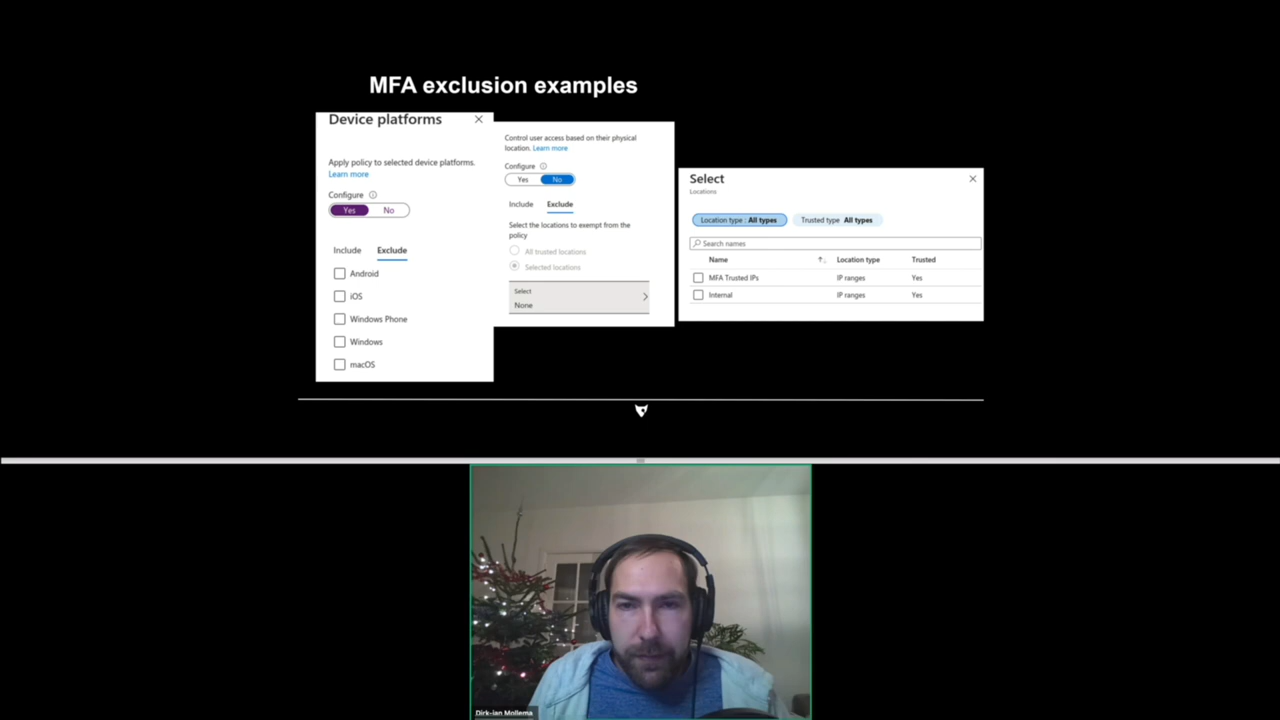 MFA exclusion examples
Device platforms
Apply policy to selected device platforms.
Learn more
Configure
Yes No
Include Exclude
Android
iOS
Windows Phone
Windows
macOS
Control user access based on their physical
location. Learn more
Configure
Yes No
Include Exclude
Select the locations to exempt from the
policy
All trusted locations
Selected locations
Select
None
Select
Locations
Location type : All types Trusted type All types
Search names
Name Location type Trusted
MFA Trusted IPs IP ranges Yes
Internal IP ranges Yes
Dirk-jan Mollema